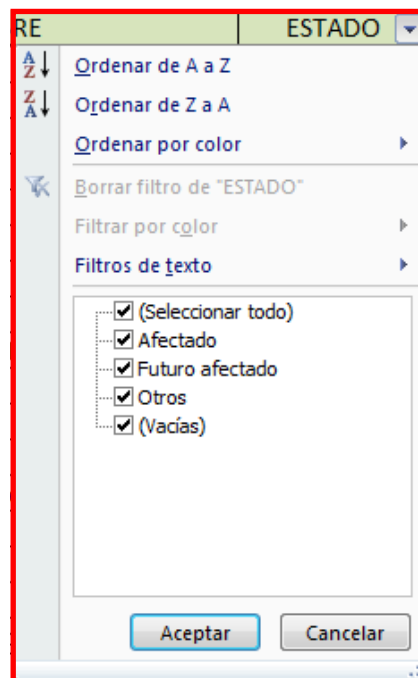 RE ESTADO
Ordenar de A a Z
Ordenar de Z a A
Ordenar por color
Borrar filtro de "ESTADO"
Filtrar por color
Filtros de texto
(Seleccionar todo)
Afectado
Futuro afectado
Otros
(Vacías)
Aceptar Cancelar